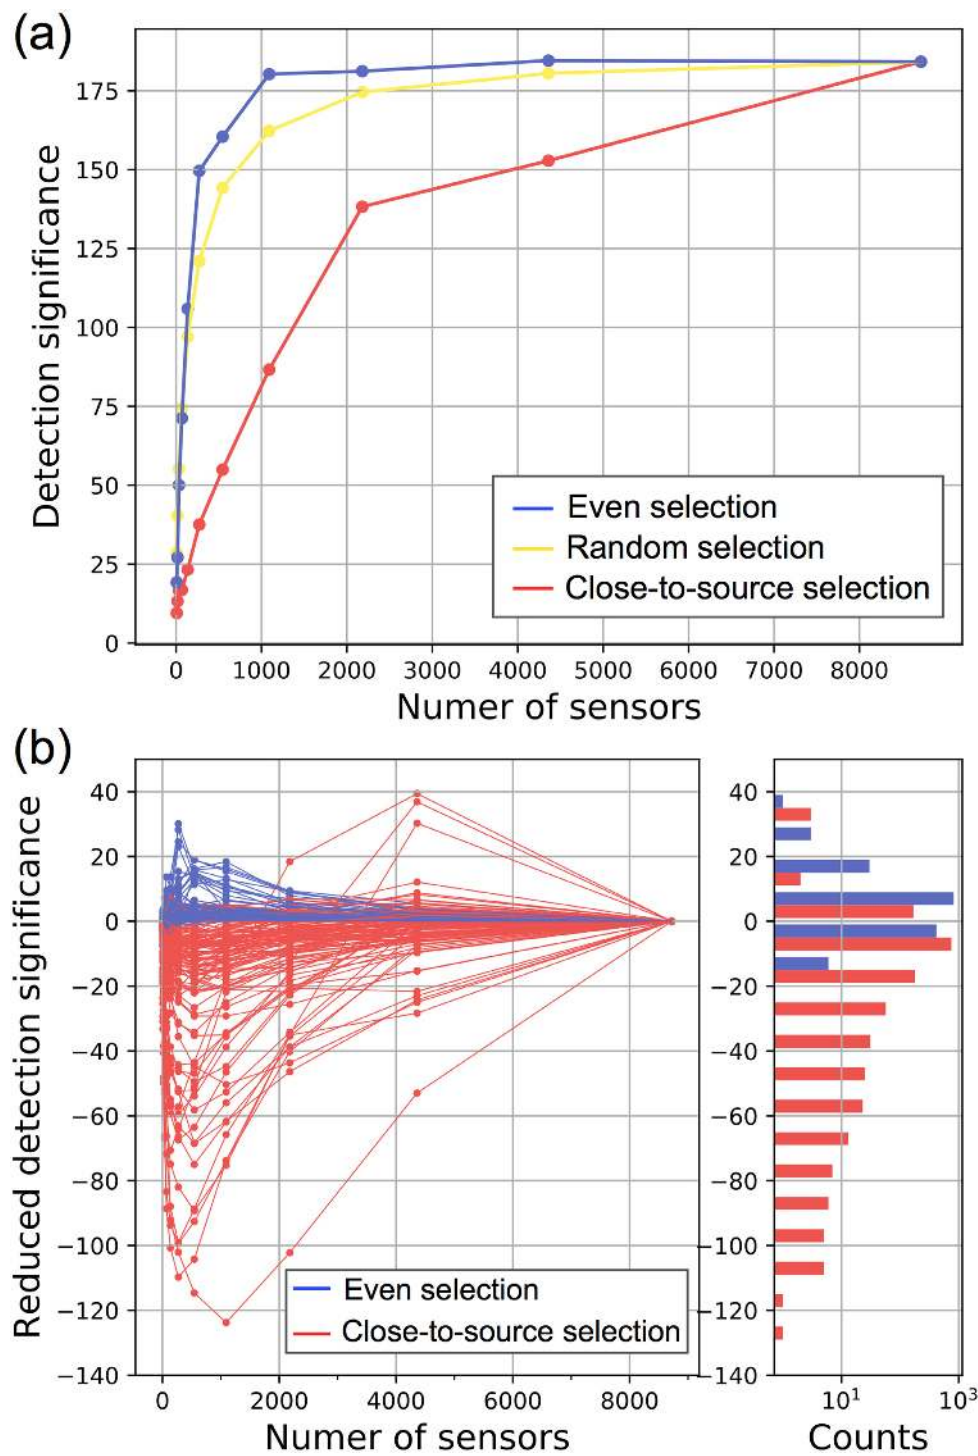 (a)
Detection significance
175
150
125
100
75
50
25
0
Even selection
Random selection
Close-to-source selection
0 1000 2000 3000 4000 5000 6000 7000 8000
Numer of sensors
(b)
Reduced detection significance
40 40
20 20
0 0
−20 −20
−40 −40
−60 −60
−80 −80
−100 −100
−120 −120
−140 −140
Even selection
Close-to-source selection
0 2000 4000 6000 8000 10¹ 10³
Numer of sensors Counts